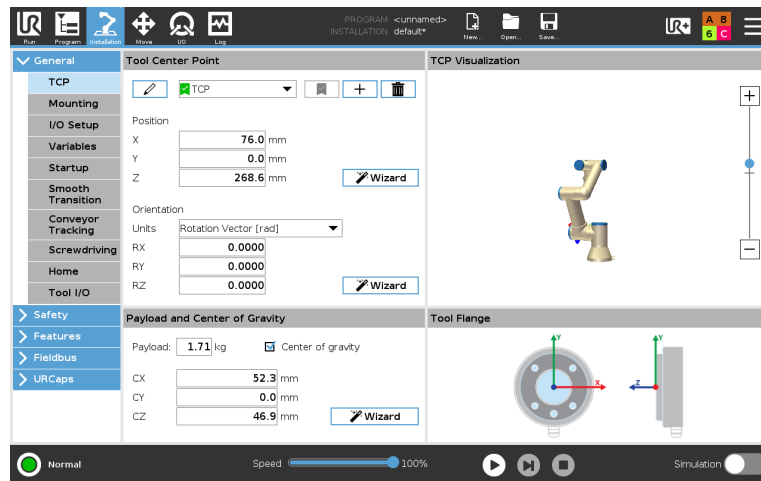 PROGRAM <unnamed>
INSTALLATION default*
UR
Run
Program
Installation
Move
I/O
Log
New...
Open...
Save...
UR+
A B
6 C
General
TCP
Mounting
I/O Setup
Variables
Startup
Smooth
Transition
Conveyor
Tracking
Screwdriving
Home
Tool I/O
Safety
Features
Fieldbus
URCaps
Tool Center Point
TCP
Position
X 76.0 mm
Y 0.0 mm
Z 268.6 mm
Wizard
Orientation
Units Rotation Vector [rad]
RX 0.0000
RY 0.0000
RZ 0.0000
Wizard
Payload and Center of Gravity
Payload: 1.71 kg Center of gravity
CX 52.3 mm
CY 0.0 mm
CZ 46.9 mm
Wizard
TCP Visualization
Tool Flange
Y
X
Y
Z
Normal
Speed 100%
Simulation